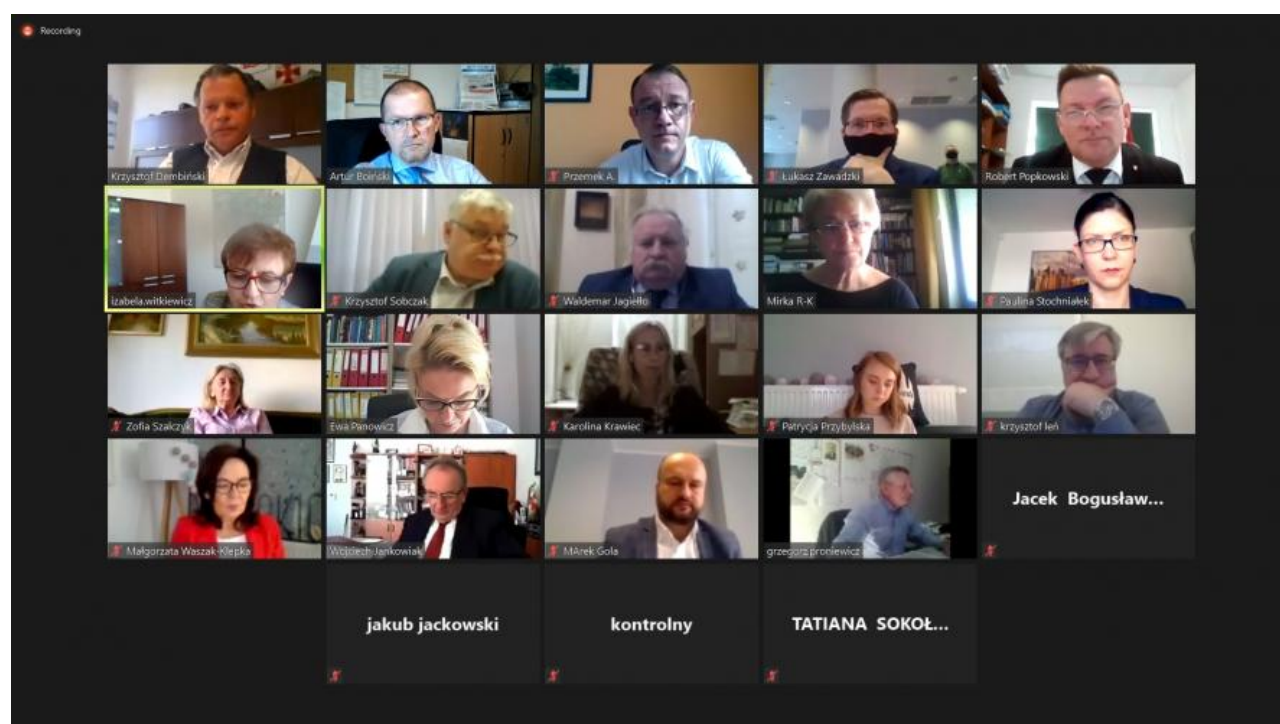 Recording
Krzysztof Dembiński
Artur Boiński
Przemek A.
Łukasz Zawadzki
Robert Popkowski
izabela.witkiewicz
Krzysztof Sobczak
Waldemar Jagiełło
Mirka R-K
Paulina Stochniałek
Zofia Szalczyk
Ewa Panowicz
Karolina Krawiec
Patrycja Przybylska
krzysztof leń
Małgorzata Waszak-Klepka
Wojciech Jankowiak
MArek Gola
grzegorz proniewicz
Jacek Bogusław...
jakub jackowski
kontrolny
TATIANA SOKOŁ...